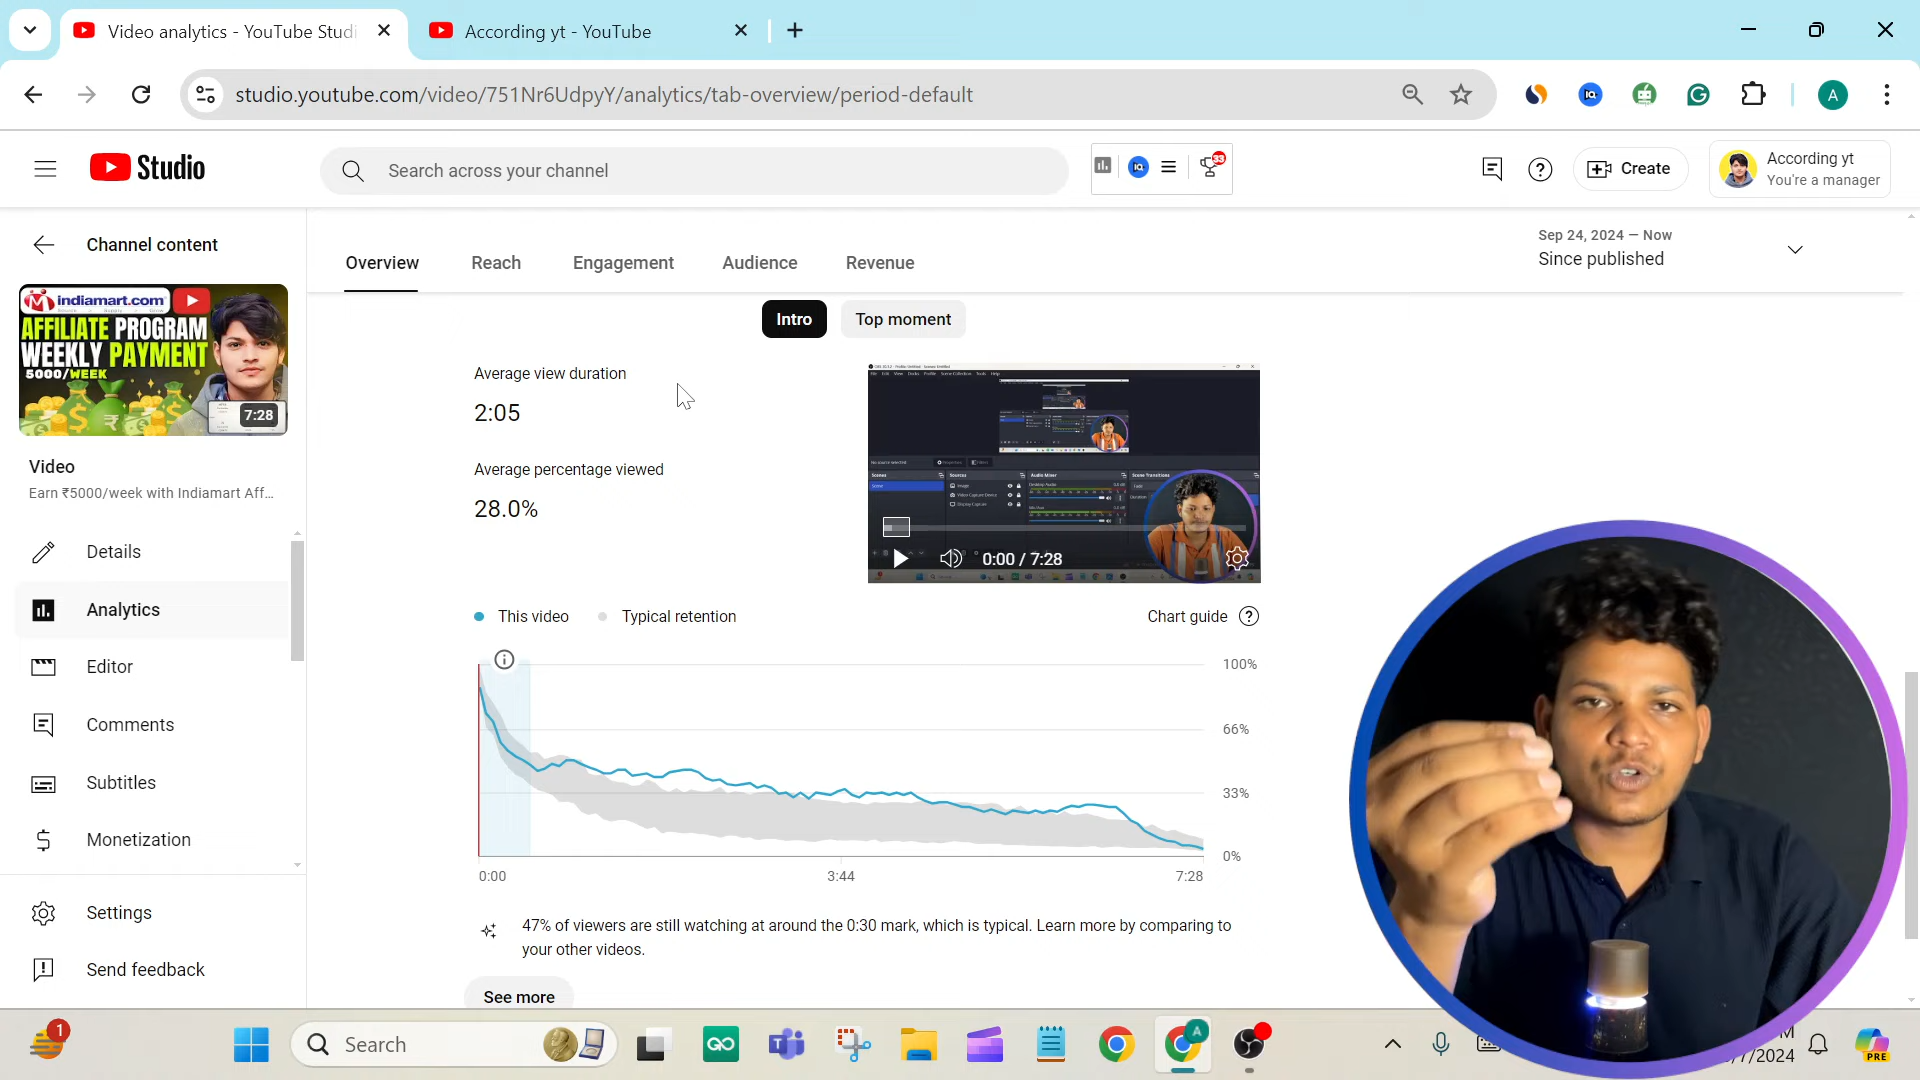 Video analytics - YouTube Studi
According yt - YouTube
studio.youtube.com/video/751Nr6UdpyY/analytics/tab-overview/period-default
A
Studio
Search across your channel
IQ
33
Create
According yt
You're a manager
Channel content
Overview
Reach
Engagement
Audience
Revenue
Sep 24, 2024 – Now
Since published
indiamart.com
AFFILIATE PROGRAM
WEEKLY PAYMENT
5000/WEEK
7:28
Video
Earn ₹5000/week with Indiamart Aff...
Details
Analytics
Editor
Comments
Subtitles
Monetization
Settings
Send feedback
Intro
Top moment
Average view duration
2:05
Average percentage viewed
28.0%
0:00 / 7:28
This video
Typical retention
Chart guide
100%
66%
33%
0%
0:00
3:44
7:28
47% of viewers are still watching at around the 0:30 mark, which is typical. Learn more by comparing to
your other videos.
See more
1
Search
GO
A
M
/7/2024
PRE